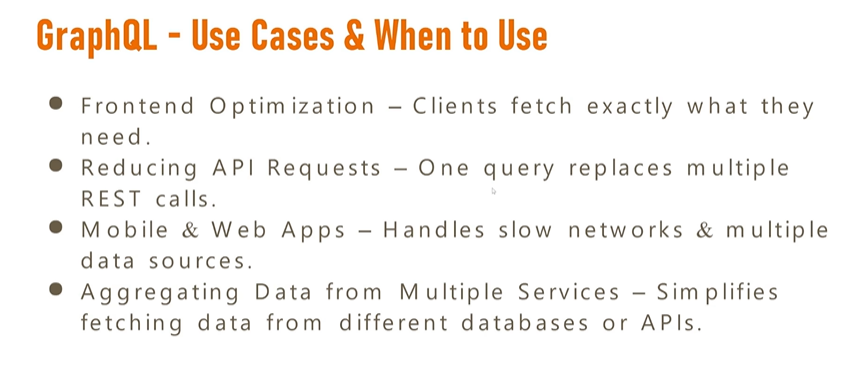 GraphQL - Use Cases & When to Use
● Frontend Optimization – Clients fetch exactly what they
need.
● Reducing API Requests – One query replaces multiple
REST calls.
● Mobile & Web Apps – Handles slow networks & multiple
data sources.
● Aggregating Data from Multiple Services – Simplifies
fetching data from different databases or APIs.